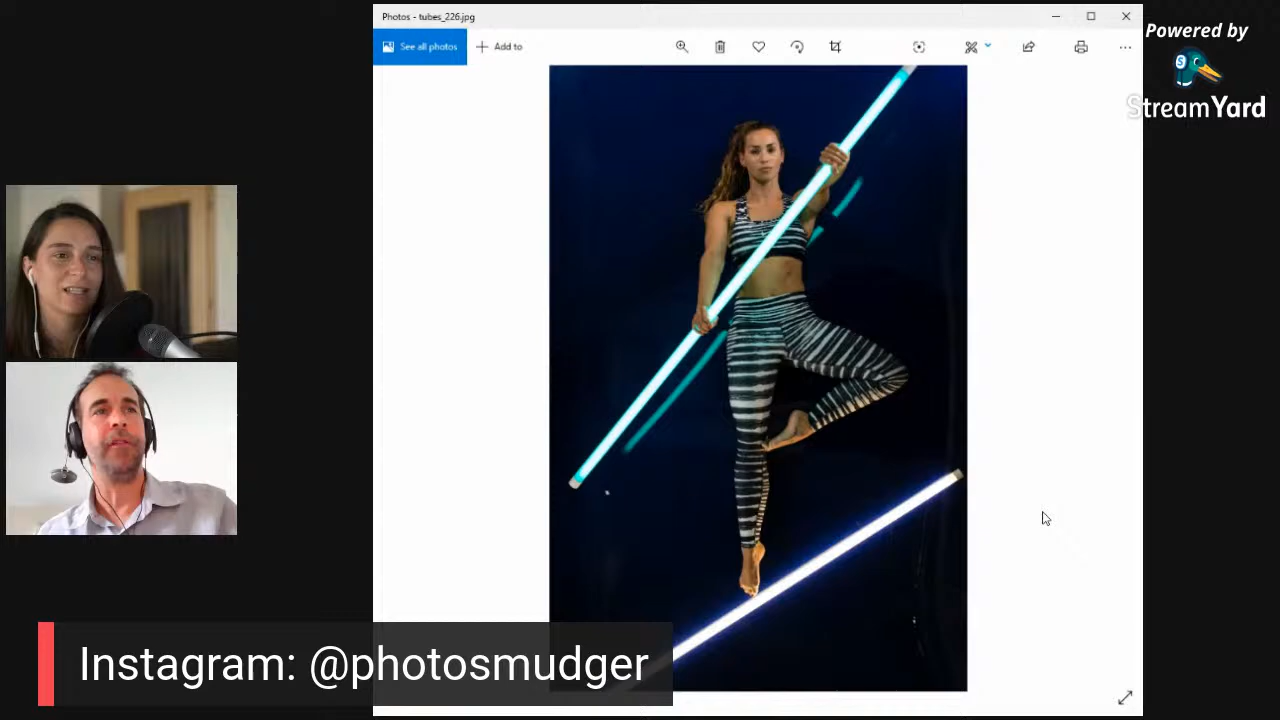 Photos - tubes_226.jpg
See all photos
Add to
Powered by
S
StreamYard
Instagram: @photosmudger